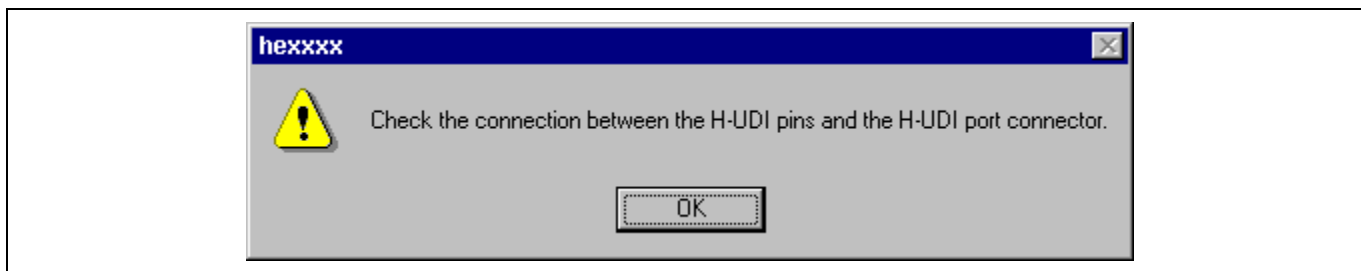 hexxxx
Check the connection between the H-UDI pins and the H-UDI port connector.
OK